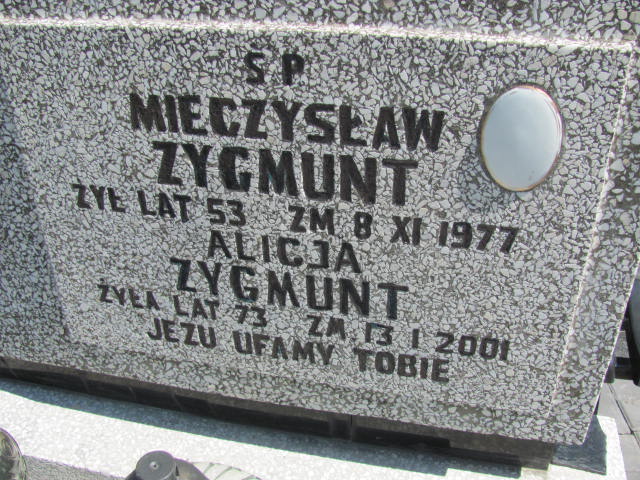 S P
MIECZYSŁAW
ZYGMUNT
ŻYŁ LAT 53 ZM 8 XI 1977
ALICJA
ZYGMUNT
ŻYŁA LAT 73 ZM 13 I 2001
JEZU UFAMY TOBIE